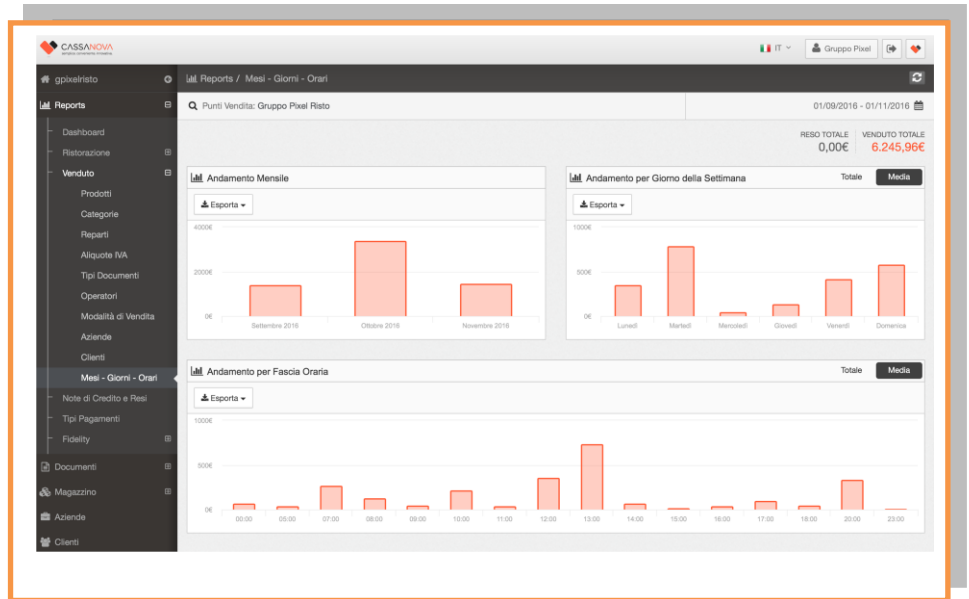 CASSANOVA
IT
Gruppo Pixel
gpixelristo
Reports / Mesi - Giorni - Orari
Reports
Punti Vendita: Gruppo Pixel Risto
01/09/2016 - 01/11/2016
Dashboard
Ristorazione
Venduto
Prodotti
Categorie
Reparti
Aliquote IVA
Tipi Documenti
Operatori
Modalità di Vendita
Aziende
Clienti
Mesi - Giorni - Orari
Note di Credito e Resi
Tipi Pagamenti
Fidelity
Documenti
Magazzino
Aziende
Clienti
RESO TOTALE
0,00€
VENDUTO TOTALE
6.245,96€
Andamento Mensile
Esporta
4000€
2000€
0€
Settembre 2016 Ottobre 2016 Novembre 2016
Andamento per Giorno della Settimana
Totale Media
Esporta
1000€
500€
0€
Lunedì Martedì Mercoledì Giovedì Venerdì Domenica
Andamento per Fascia Oraria
Totale Media
Esporta
1000€
500€
0€
00:00 05:00 07:00 08:00 09:00 10:00 11:00 12:00 13:00 14:00 15:00 16:00 17:00 18:00 20:00 23:00